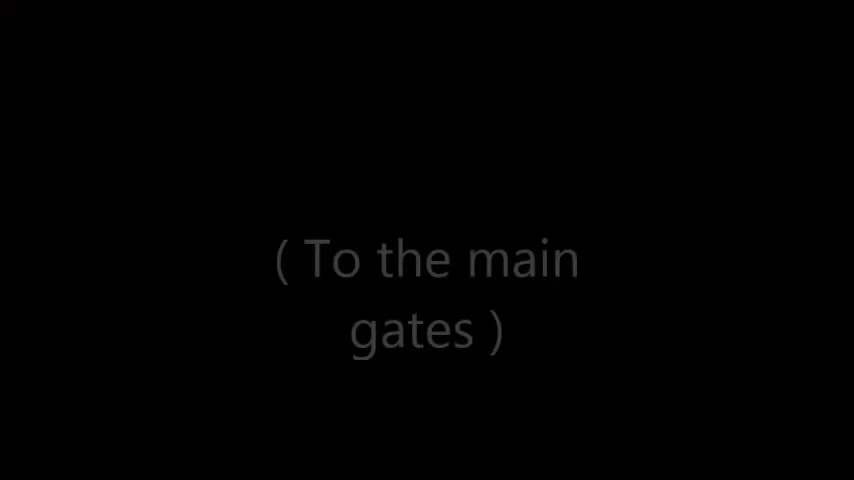 ( To the main
gates )